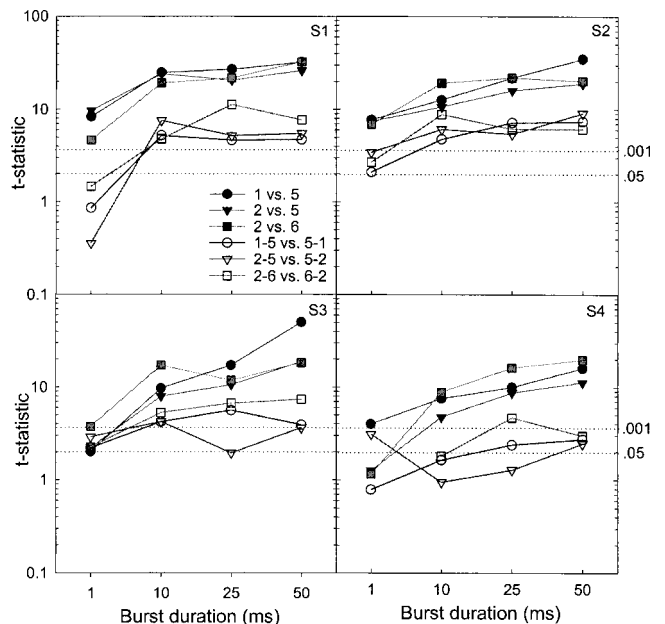 S1
S2
100
10
1
0.1
t-statistic
.001
.05
1 vs. 5
2 vs. 5
2 vs. 6
1-5 vs. 5-1
2-5 vs. 5-2
2-6 vs. 6-2
S3
S4
10
1
0.1
t-statistic
.001
.05
1 10 25 50
1 10 25 50
Burst duration (ms)
Burst duration (ms)